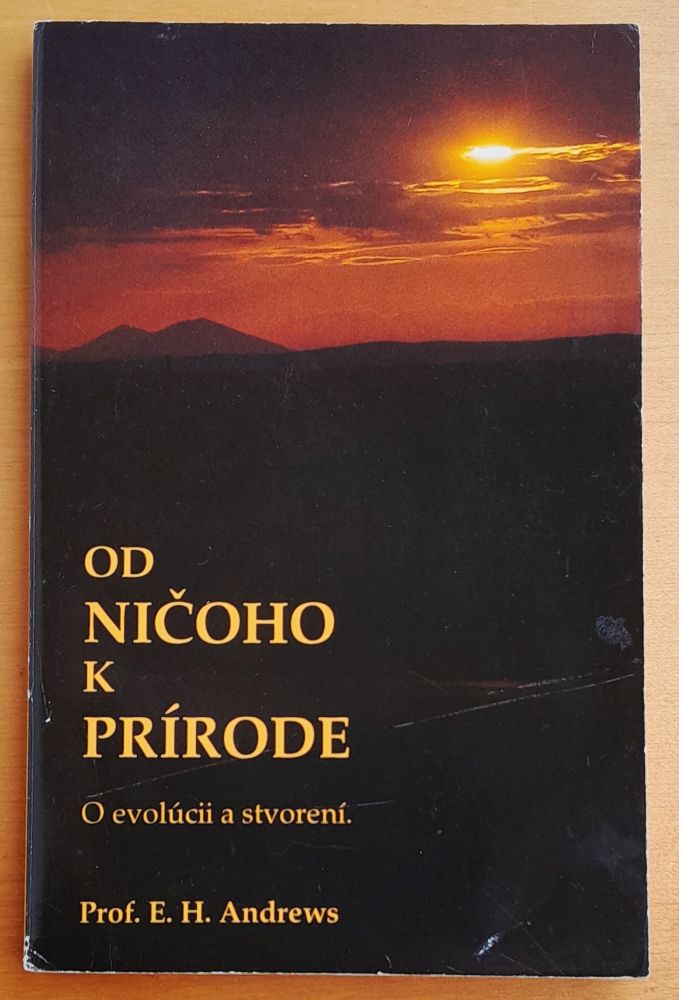 OD
NIČOHO
K
PRÍRODE
O evolúcii a stvorení.
Prof. E. H. Andrews